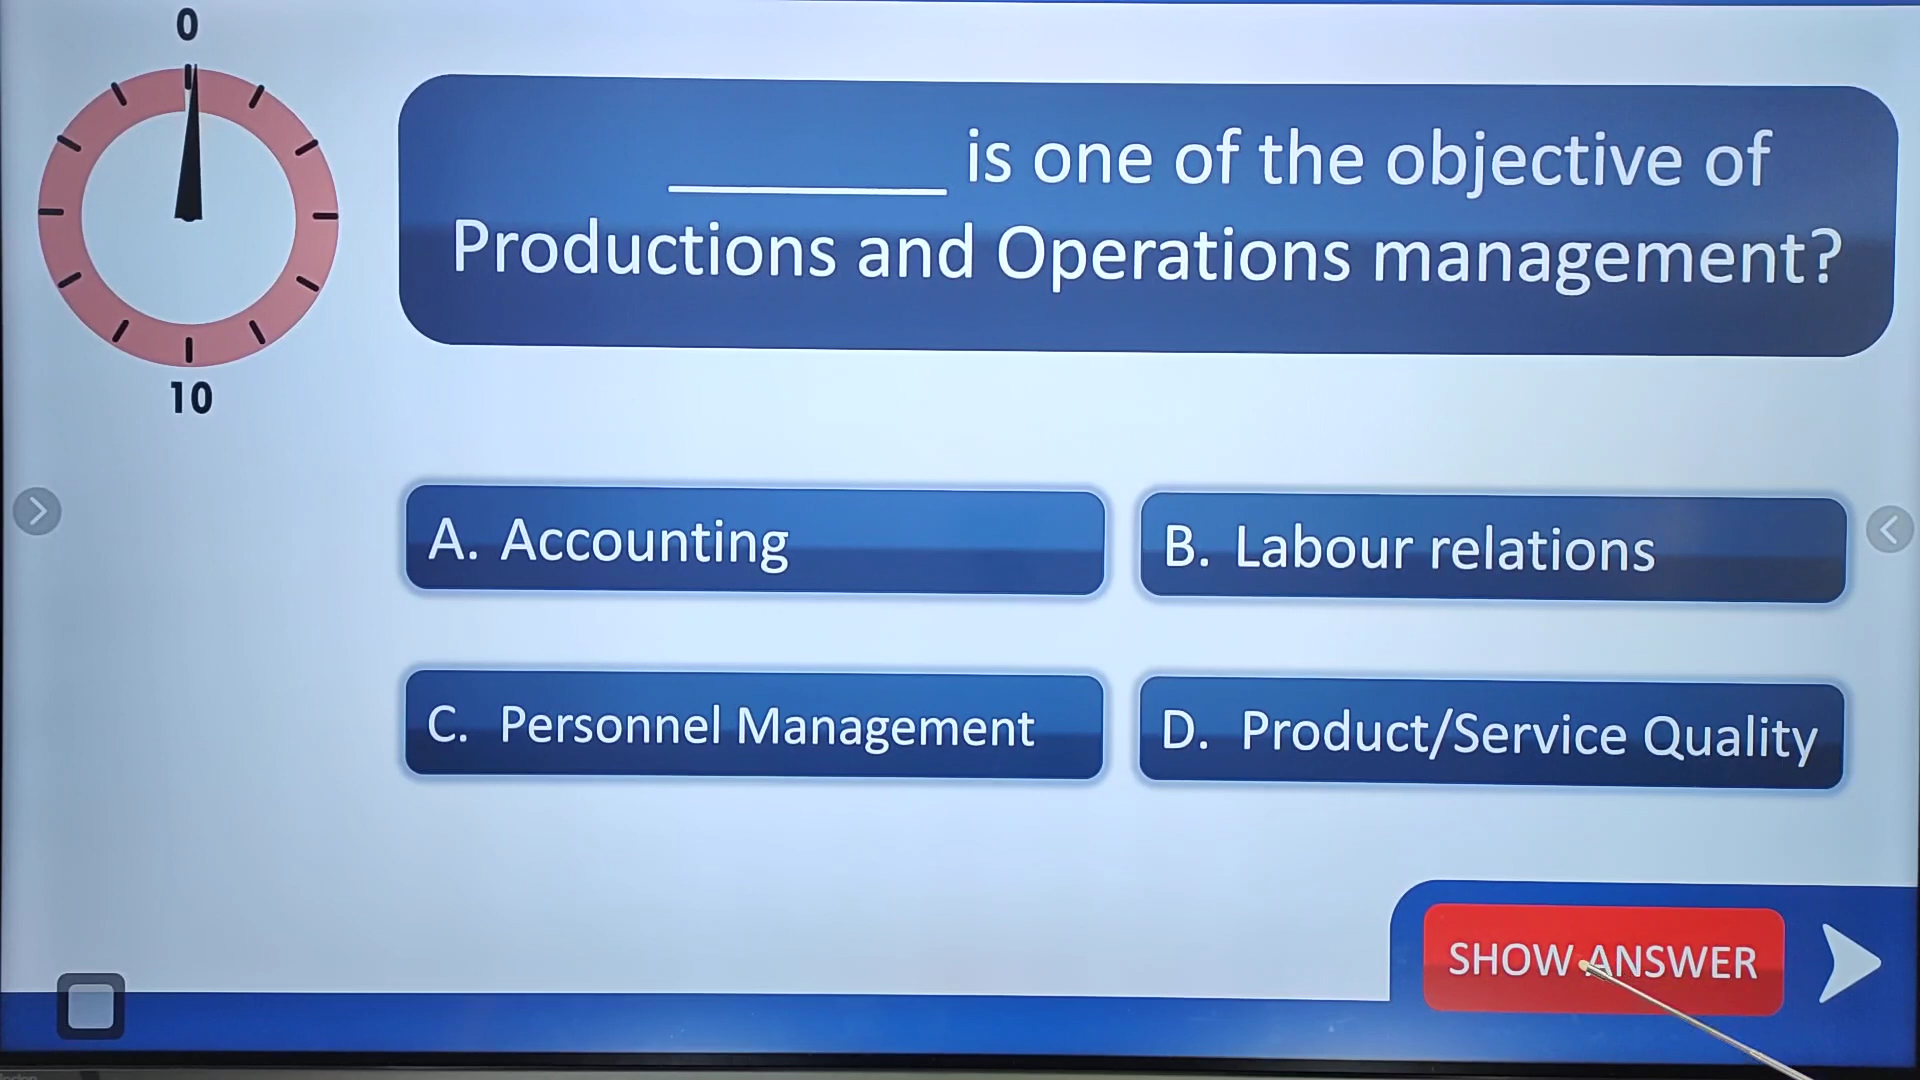 0
10
________ is one of the objective of
Productions and Operations management?
A. Accounting
B. Labour relations
C. Personnel Management
D. Product/Service Quality
SHOW ANSWER